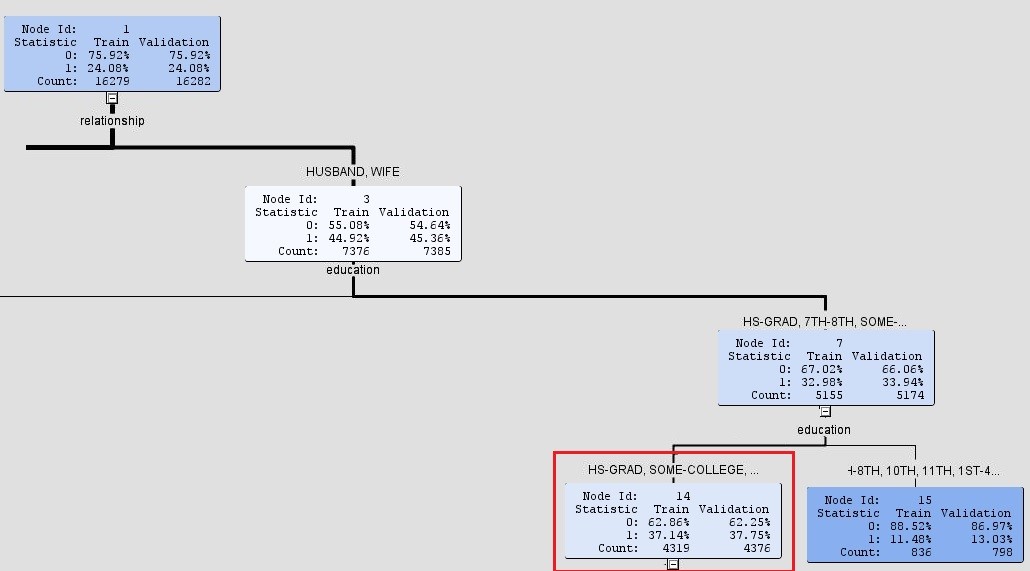 Node Id: 1
Statistic Train Validation
0: 75.92% 75.92%
1: 24.08% 24.08%
Count: 16279 16282
relationship
HUSBAND, WIFE
Node Id: 3
Statistic Train Validation
0: 55.08% 54.64%
1: 44.92% 45.36%
Count: 7376 7385
education
HS-GRAD, 7TH-8TH, SOME-...
Node Id: 7
Statistic Train Validation
0: 67.02% 66.06%
1: 32.98% 33.94%
Count: 5155 5174
education
HS-GRAD, SOME-COLLEGE, ...
Node Id: 14
Statistic Train Validation
0: 62.86% 62.25%
1: 37.14% 37.75%
Count: 4319 4376
H-8TH, 10TH, 11TH, 1ST-4...
Node Id: 15
Statistic Train Validation
0: 88.52% 86.97%
1: 11.48% 13.03%
Count: 836 798